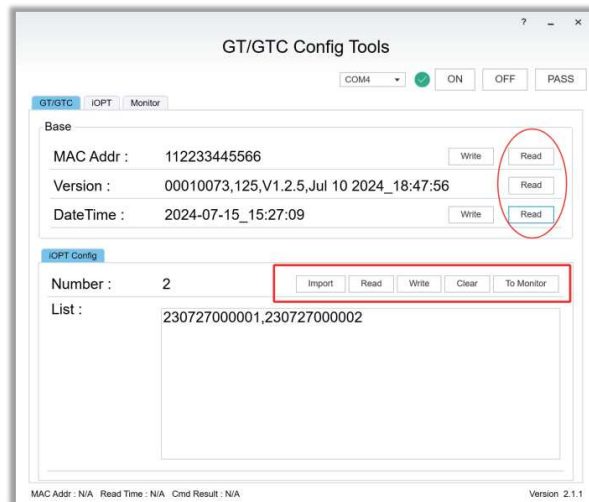 ? – ×
GT/GTC Config Tools
COM4 ON OFF PASS
GT/GTC iOPT Monitor
Base
MAC Addr : 112233445566 Write Read
Version : 00010073,125,V1.2.5,Jul 10 2024_18:47:56 Read
DateTime : 2024-07-15_15:27:09 Write Read
iOPT Config
Number : 2 Import Read Write Clear To Monitor
List : 230727000001,230727000002
MAC Addr : N/A Read Time : N/A Cmd Result : N/A Version 2.1.1